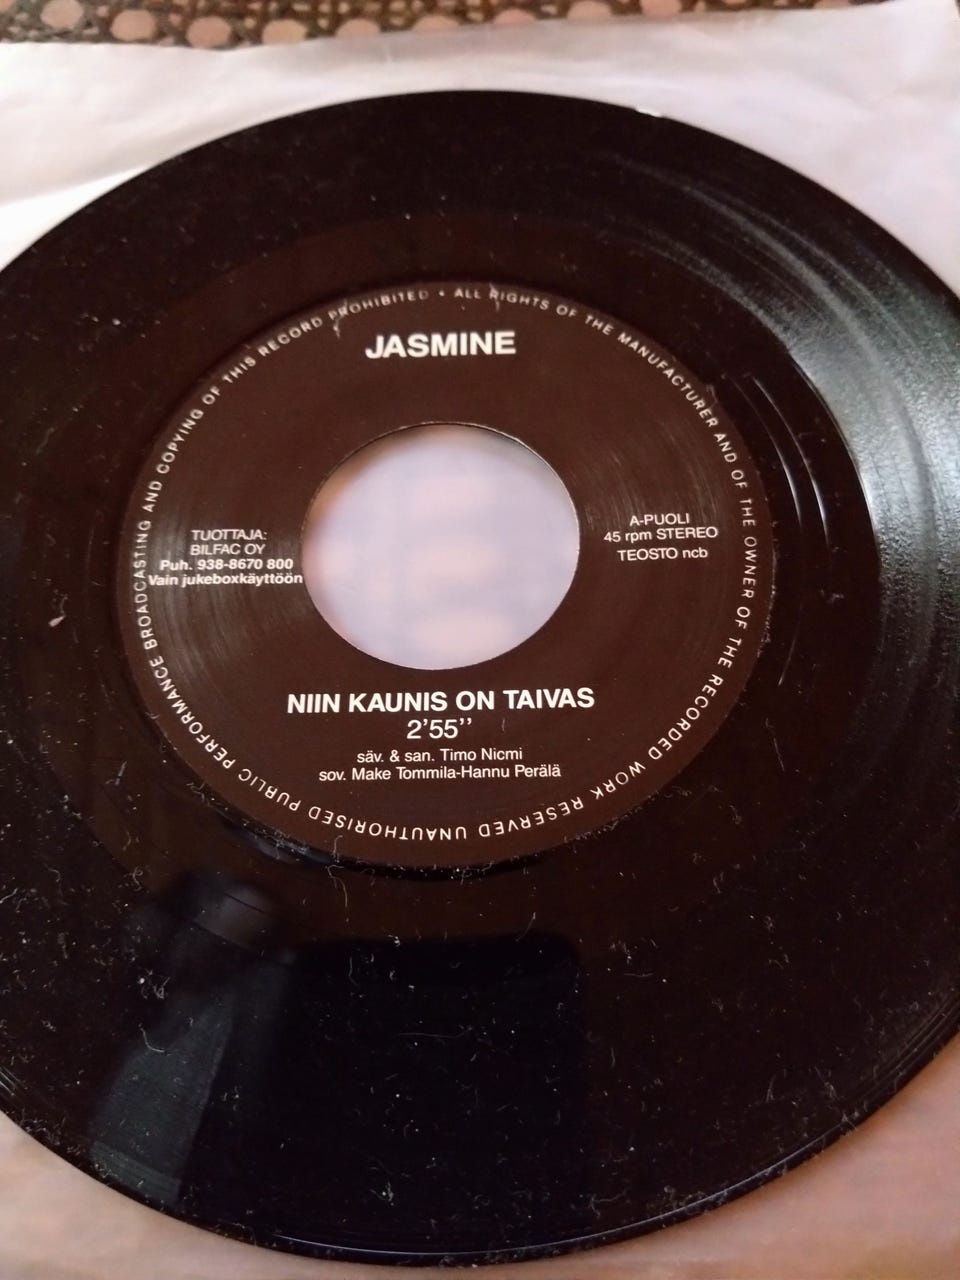 JASMINE
TUOTTAJA:
BILFAC OY
Puh. 938-8670 800
Vain jukeboxkäyttöön
A-PUOLI
45 rpm STEREO
TEOSTO ncb
NIIN KAUNIS ON TAIVAS
2'55''
säv. & san. Timo Nicmi
sov. Make Tommila-Hannu Perälä
ALL RIGHTS OF THE MANUFACTURER AND OF THE OWNER OF THE RECORDED WORK RESERVED UNAUTHORISED PUBLIC PERFORMANCE BROADCASTING AND COPYING OF THIS RECORD PROHIBITED •